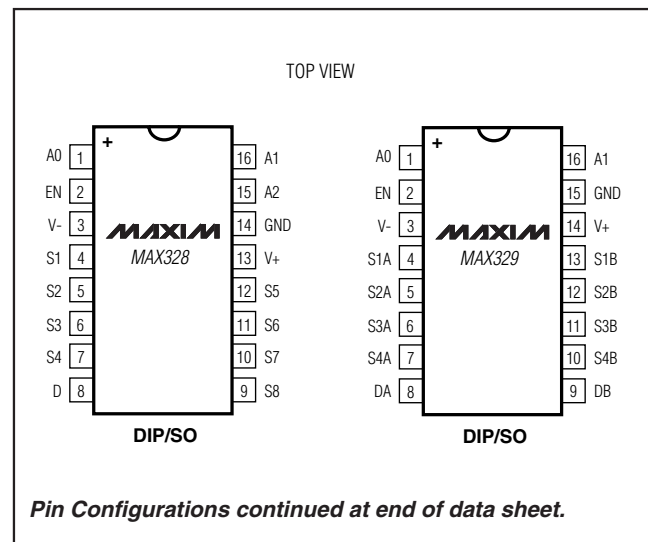 TOP VIEW
+
A0 1 16 A1
EN 2 15 A2
V- 3 14 GND
MAXIM
S1 4 MAX328 13 V+
S2 5 12 S5
S3 6 11 S6
S4 7 10 S7
D 8 9 S8
DIP/SO
+
A0 1 16 A1
EN 2 15 GND
V- 3 14 V+
MAXIM
S1A 4 MAX329 13 S1B
S2A 5 12 S2B
S3A 6 11 S3B
S4A 7 10 S4B
DA 8 9 DB
DIP/SO
Pin Configurations continued at end of data sheet.